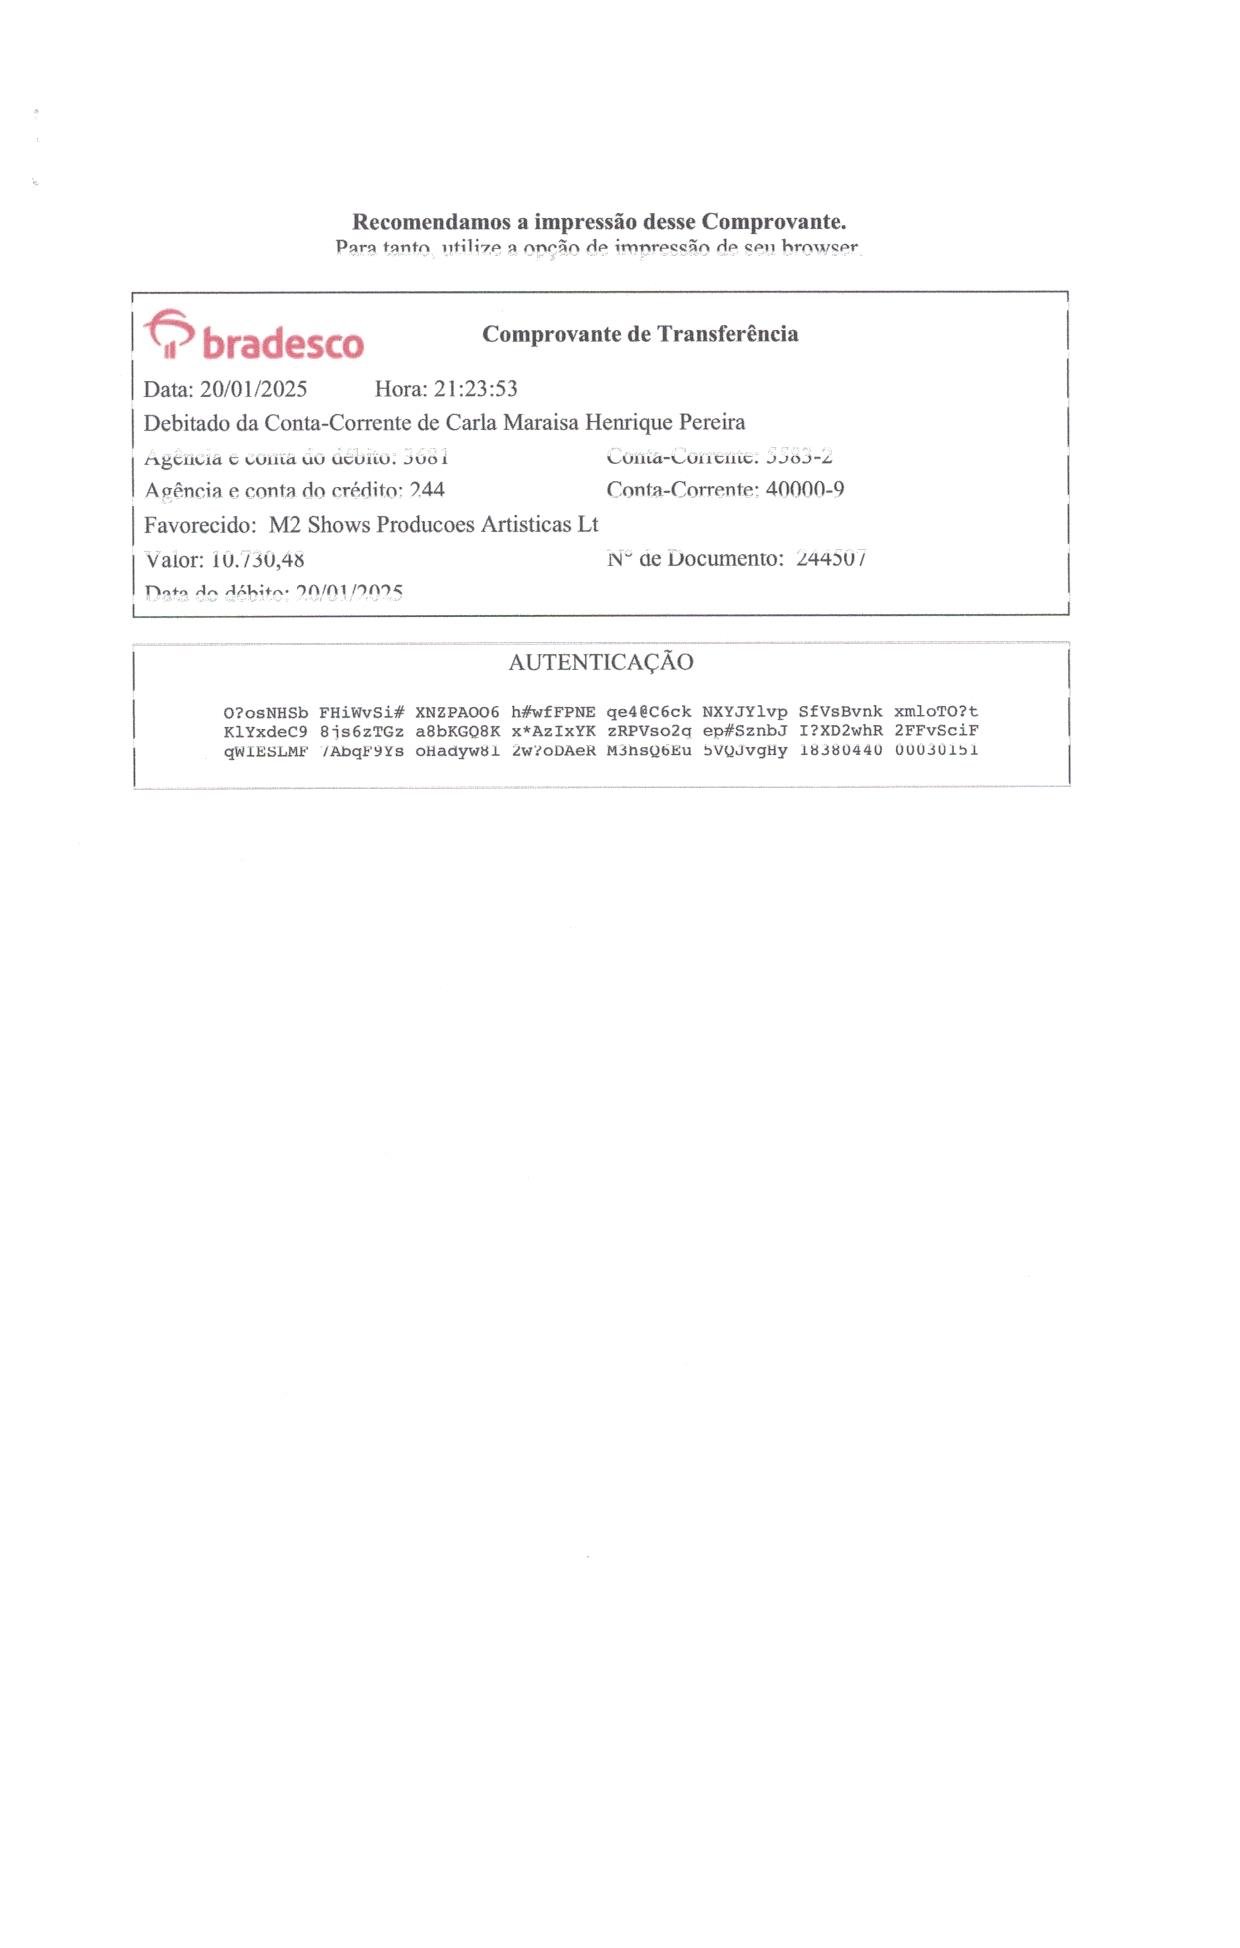 Recomendamos a impressão desse Comprovante.
Para tanto, utilize a opção de impressão de seu browser.
bradesco
Comprovante de Transferência
Data: 20/01/2025 Hora: 21:23:53
Debitado da Conta-Corrente de Carla Maraisa Henrique Pereira
Agência e conta do débito: 3681 Conta-Corrente: 5583-2
Agência e conta do crédito: 244 Conta-Corrente: 40000-9
Favorecido: M2 Shows Producoes Artisticas Lt
Valor: 10.730,48 Nº de Documento: 244507
Data do débito: 20/01/2025
AUTENTICAÇÃO
O?osNHSb FHiWvSi# XNZPAOO6 h#wfFPNE qe4@C6ck NXYJYlvp SfVsBvnk xmloTO?t
KlYxdeC9 8js6zTGz a8bKGQ8K x*AzIxYK zRPVso2q ep#SznbJ I?XD2whR 2FFvSciF
qWIESLMF 7AbqF9Ys oHadyw8l 2w?oDAeR M3hsQ6Eu 5VQJvgHy 18380440 00030151